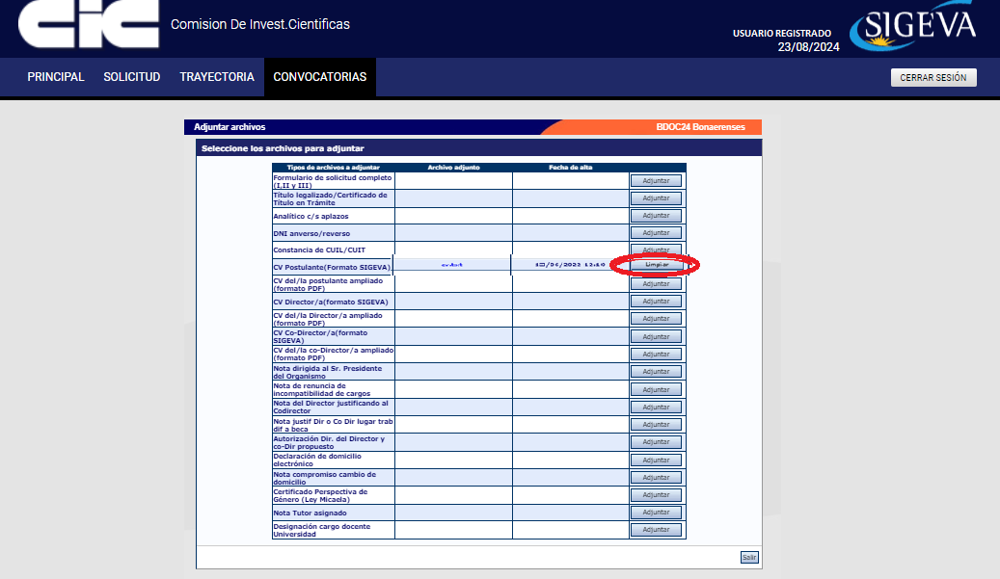 CIC
Comision De Invest.Cientificas
USUARIO REGISTRADO
23/08/2024
SIGEVA
PRINCIPAL SOLICITUD TRAYECTORIA CONVOCATORIAS
CERRAR SESIÓN
Adjuntar archivos BDOC24 Bonaerenses
Seleccione los archivos para adjuntar
Tipos de archivos a adjuntar Archivo adjunto Fecha de alta
Formulario de solicitud completo
(I,II y III) Adjuntar
Título legalizado/Certificado de
Título en Trámite Adjuntar
Analítico c/s aplazos Adjuntar
DNI anverso/reverso Adjuntar
Constancia de CUIL/CUIT Adjuntar
CV Postulante(Formato SIGEVA) Limpiar
CV del/la postulante ampliado
(formato PDF) Adjuntar
CV Director/a(formato SIGEVA) Adjuntar
CV del/la Director/a ampliado
(formato PDF) Adjuntar
CV Co-Director/a(formato
SIGEVA) Adjuntar
CV del/la co-Director/a ampliado
(formato PDF) Adjuntar
Nota dirigida al Sr. Presidente
del Organismo Adjuntar
Nota de renuncia de
incompatibilidad de cargos Adjuntar
Nota del Director justificando al
Codirector Adjuntar
Nota justif Dir o Co Dir lugar trab
dif a beca Adjuntar
Autorización Dir. del Director y
co-Dir propuesto Adjuntar
Declaración de domicilio
electrónico Adjuntar
Nota compromiso cambio de
domicilio Adjuntar
Certificado Perspectiva de
Género (Ley Micaela) Adjuntar
Nota Tutor asignado Adjuntar
Designación cargo docente
Universidad Adjuntar
Salir